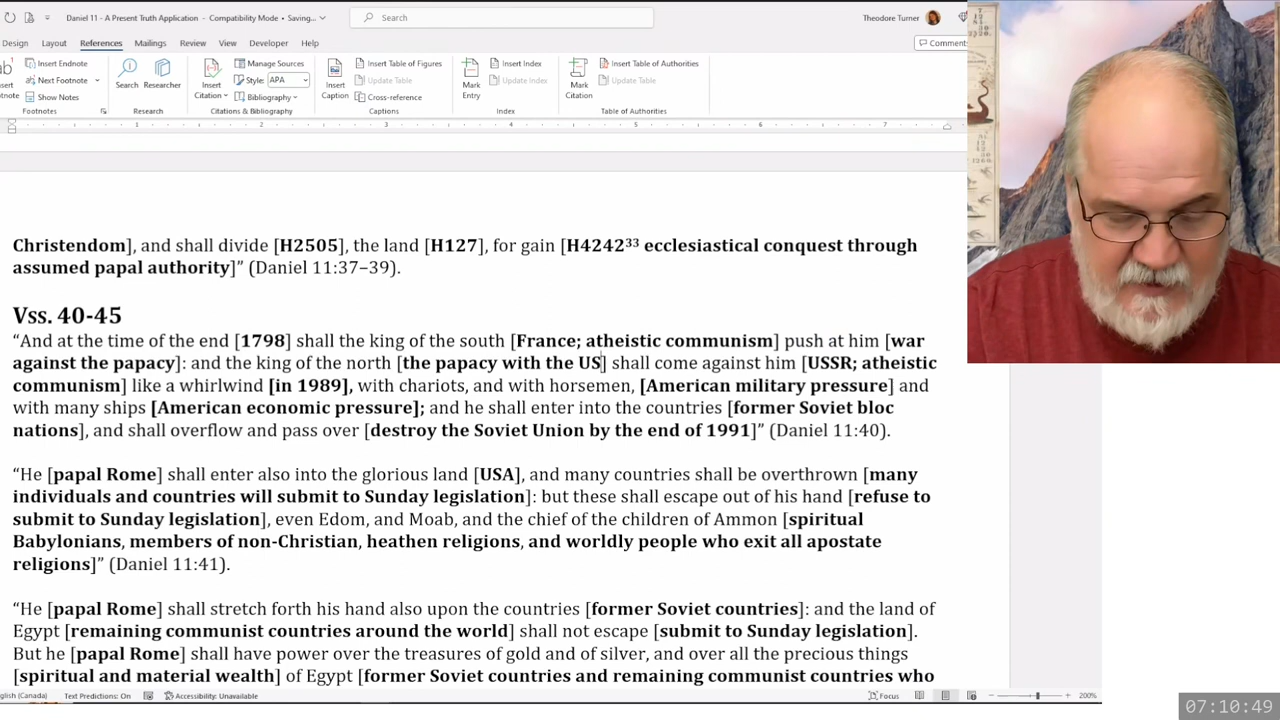 Daniel 11 - A Present Truth Application - Compatibility Mode - Saving...
Search
Theodore Turner
Design Layout References Mailings Review View Developer Help
Comment
Insert Endnote
Next Footnote
Show Notes
Footnotes
Search
Researcher
Research
Insert Citation
Manage Sources
Style: APA
Bibliography
Citations & Bibliography
Insert Caption
Insert Table of Figures
Update Table
Cross-reference
Captions
Mark Entry
Insert Index
Update Index
Index
Mark Citation
Insert Table of Authorities
Update Table
Table of Authorities
1 2 3 4 5 6 7
Christendom], and shall divide [H2505], the land [H127], for gain [H4242³³ ecclesiastical conquest through
assumed papal authority]” (Daniel 11:37–39).
Vss. 40-45
“And at the time of the end [1798] shall the king of the south [France; atheistic communism] push at him [war
against the papacy]: and the king of the north [the papacy with the US] shall come against him [USSR; atheistic
communism] like a whirlwind [in 1989], with chariots, and with horsemen, [American military pressure] and
with many ships [American economic pressure]; and he shall enter into the countries [former Soviet bloc
nations], and shall overflow and pass over [destroy the Soviet Union by the end of 1991]” (Daniel 11:40).
“He [papal Rome] shall enter also into the glorious land [USA], and many countries shall be overthrown [many
individuals and countries will submit to Sunday legislation]: but these shall escape out of his hand [refuse to
submit to Sunday legislation], even Edom, and Moab, and the chief of the children of Ammon [spiritual
Babylonians, members of non-Christian, heathen religions, and worldly people who exit all apostate
religions]” (Daniel 11:41).
“He [papal Rome] shall stretch forth his hand also upon the countries [former Soviet countries]: and the land of
Egypt [remaining communist countries around the world] shall not escape [submit to Sunday legislation].
But he [papal Rome] shall have power over the treasures of gold and of silver, and over all the precious things
[spiritual and material wealth] of Egypt [former Soviet countries and remaining communist countries who
English (Canada) Text Predictions: On Accessibility: Unavailable Focus 200%
07:10:49